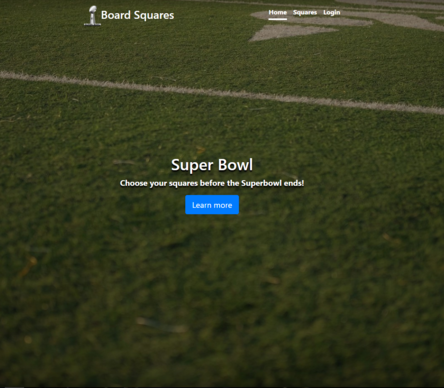 Board Squares
Home Squares Login
Super Bowl
Choose your squares before the Superbowl ends!
Learn more